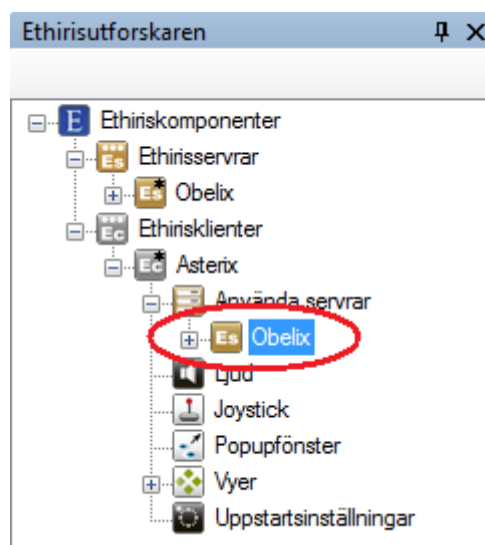 Ethirisutforskaren
Ethiriskomponenter
Ethirisservrar
Obelix
Ethirisklienter
Asterix
Använda servrar
Obelix
Ljud
Joystick
Popupfönster
Vyer
Uppstartsinställningar